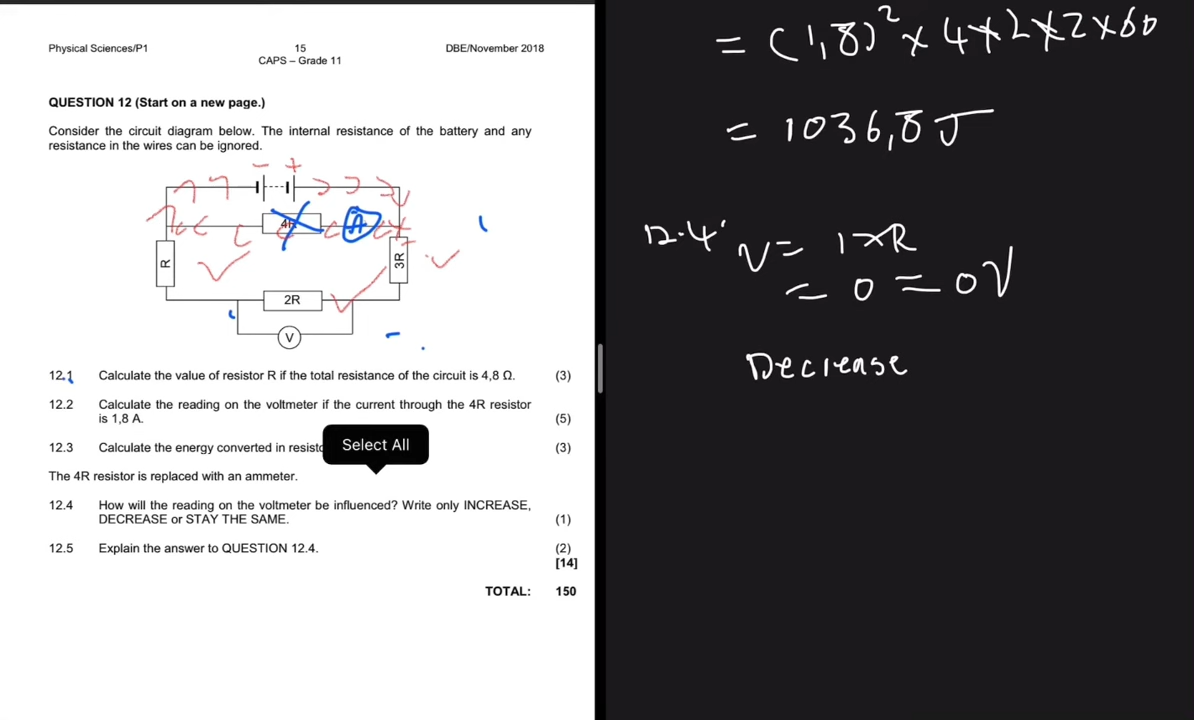 Physical Sciences/P1 15 DBE/November 2018
CAPS – Grade 11
QUESTION 12 (Start on a new page.)
Consider the circuit diagram below. The internal resistance of the battery and any
resistance in the wires can be ignored.
- +
A
R
3R
2R
V
12.1 Calculate the value of resistor R if the total resistance of the circuit is 4,8 Ω. (3)
12.2 Calculate the reading on the voltmeter if the current through the 4R resistor
is 1,8 A. (5)
12.3 Calculate the energy converted in (3)
Select All
The 4R resistor is replaced with an ammeter.
12.4 How will the reading on the voltmeter be influenced? Write only INCREASE,
DECREASE or STAY THE SAME. (1)
12.5 Explain the answer to QUESTION 12.4. (2)
[14]
TOTAL: 150
= (1,8)² × 4 × 2 × 2 × 60
= 1036,8 J
12.4 V = I × R
= 0 = 0V
Decrease